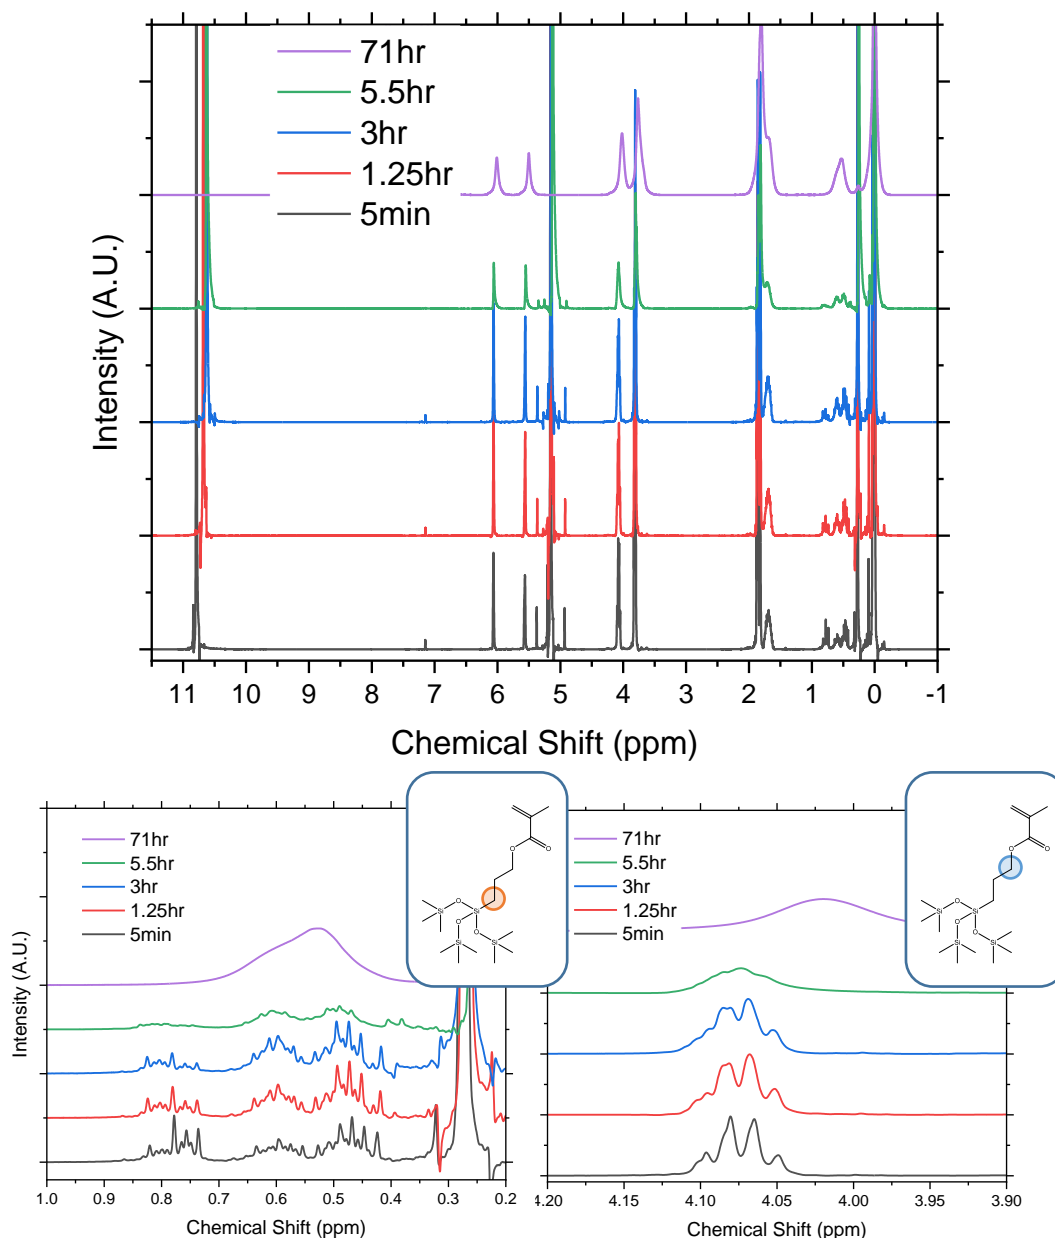 71hr
5.5hr
3hr
1.25hr
5min
Intensity (A.U.)
11 10 9 8 7 6 5 4 3 2 1 0 -1
Chemical Shift (ppm)
71hr
5.5hr
3hr
1.25hr
5min
Intensity (A.U.)
1.0 0.9 0.8 0.7 0.6 0.5 0.4 0.3 0.2
Chemical Shift (ppm)
O
O
Si O Si
O O
Si Si
71hr
5.5hr
3hr
1.25hr
5min
4.20 4.15 4.10 4.05 4.00 3.95 3.90
Chemical Shift (ppm)
O
O
Si O Si
O O
Si Si